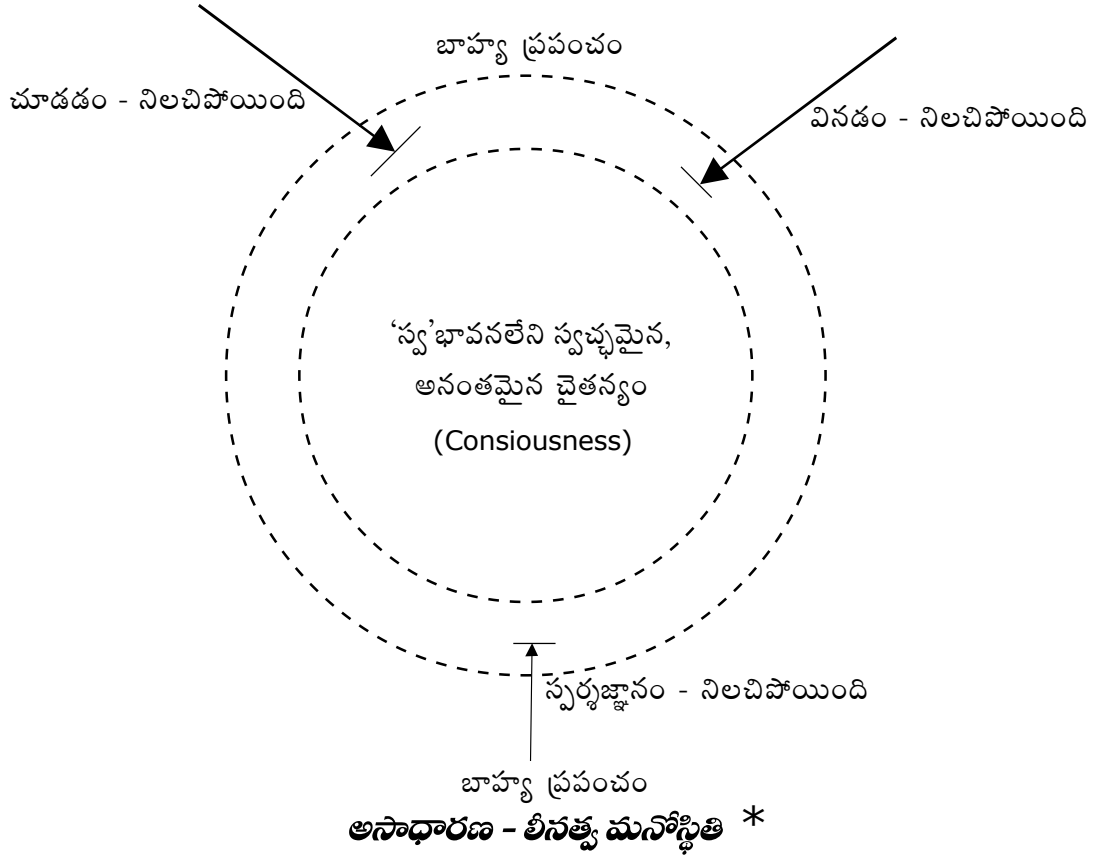 బాహ్య ప్రపంచం
చూడడం - నిలచిపోయింది
వినడం - నిలచిపోయింది
‘స్వ’భావనలేని స్వచ్ఛమైన,
అనంతమైన చైతన్యం
(Consiousness)
స్పర్శజ్ఞానం - నిలచిపోయింది
బాహ్య ప్రపంచం
అసాధారణ - లీనత్వ మనోస్థితి *